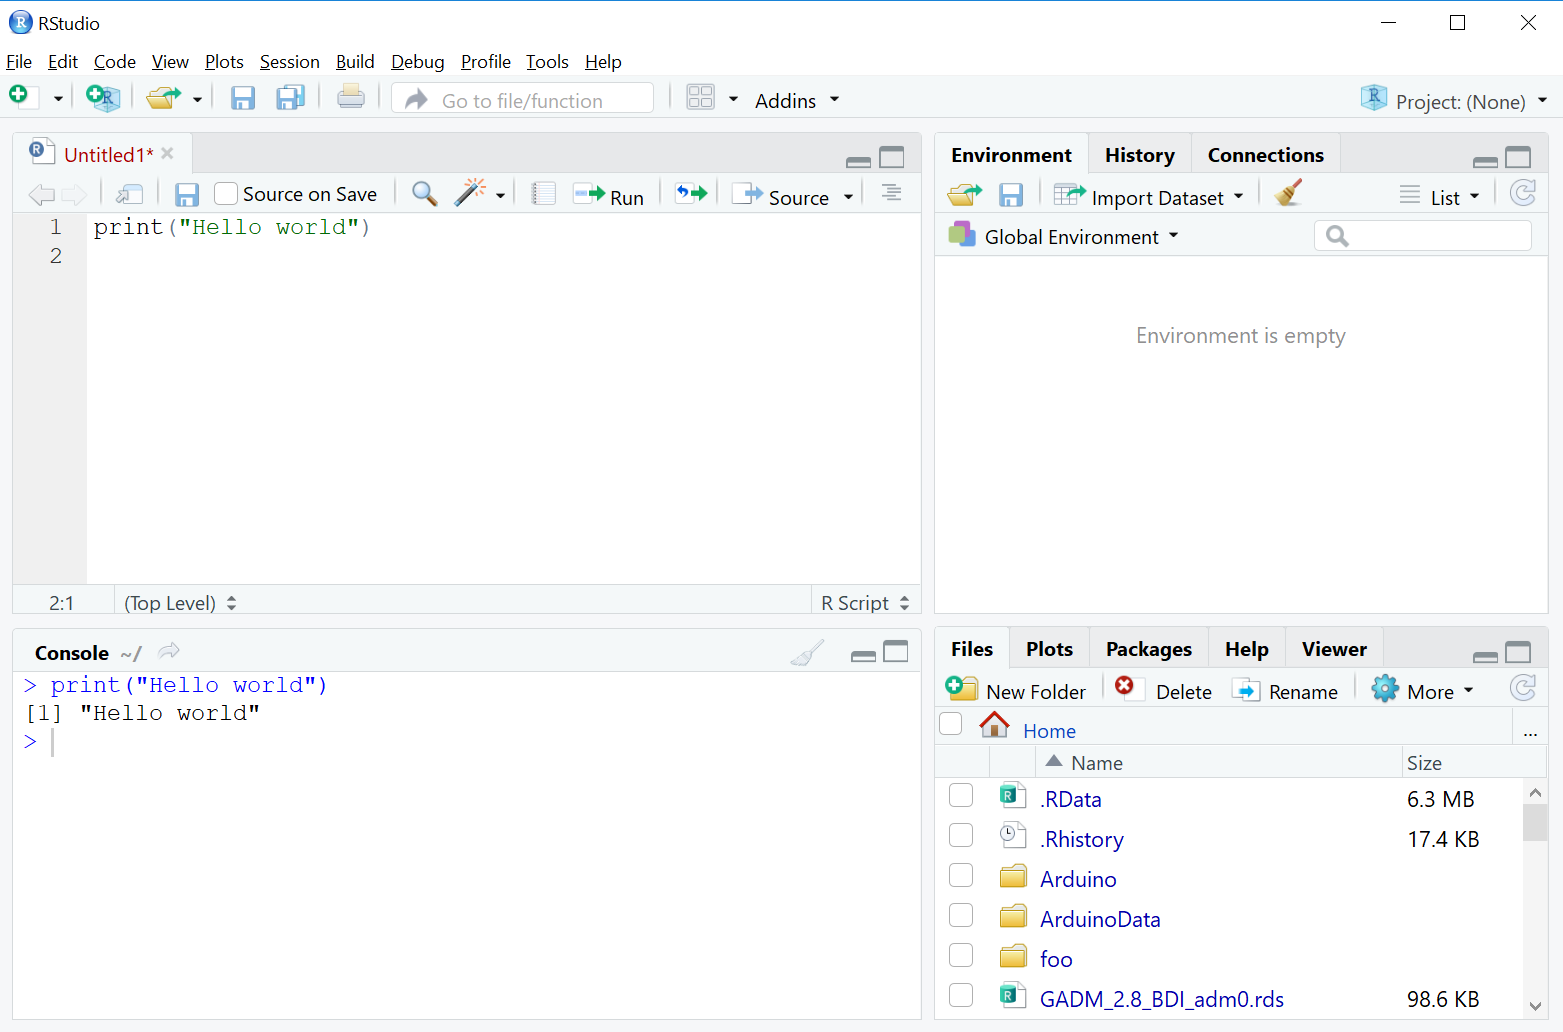 RStudio
File Edit Code View Plots Session Build Debug Profile Tools Help
Go to file/function Addins Project: (None)
Untitled1*
Source on Save Run Source
1 print("Hello world")
2
2:1 (Top Level) R Script
Console ~/
> print("Hello world")
[1] "Hello world"
>
Environment History Connections
Import Dataset List
Global Environment
Environment is empty
Files Plots Packages Help Viewer
New Folder Delete Rename More
Home ...
Name Size
.RData 6.3 MB
.Rhistory 17.4 KB
Arduino
ArduinoData
foo
GADM_2.8_BDI_adm0.rds 98.6 KB